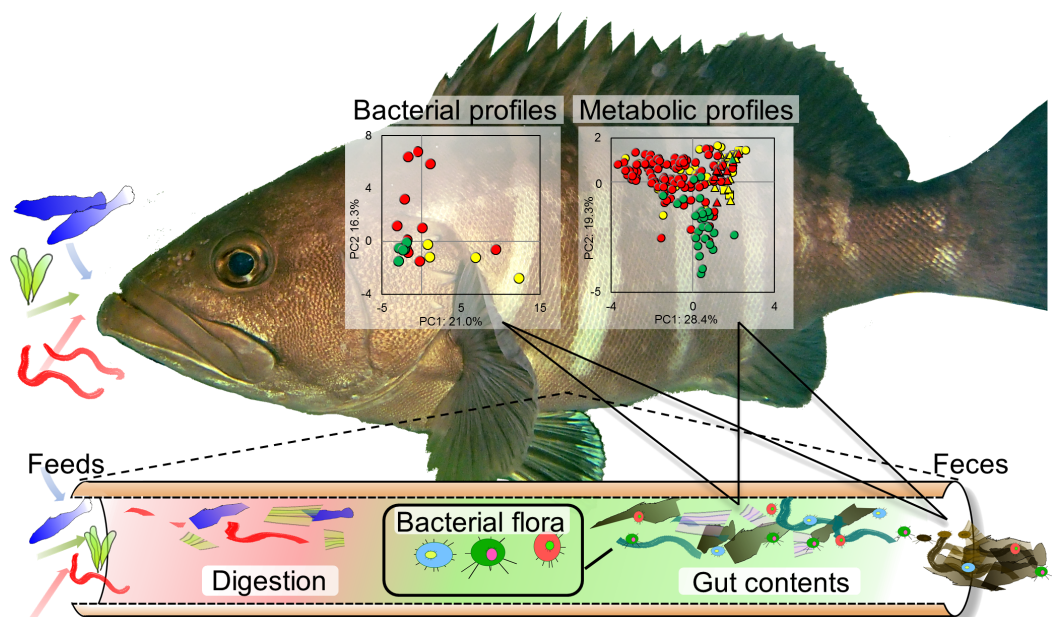 Bacterial profiles
8
4
0
-4
-5
5
15
PC2 16.3%
PC1: 21.0%
Metabolic profiles
2
0
-5
-4
0
4
PC2: 19.3%
PC1: 28.4%
Feeds
Feces
Bacterial flora
Digestion
Gut contents